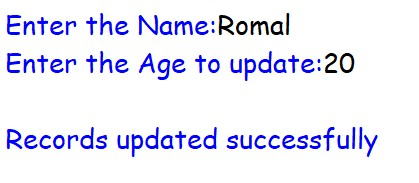 Enter the Name:Romal
Enter the Age to update:20
Records updated successfully